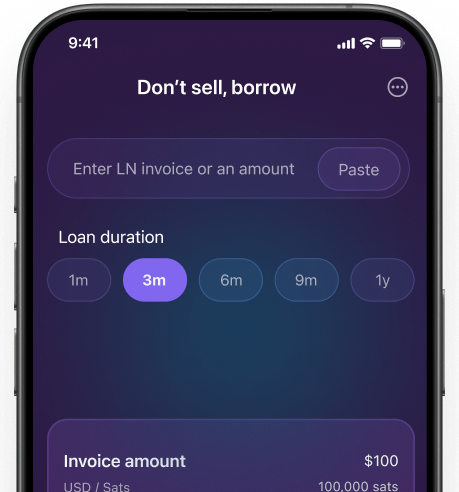 9:41
Don't sell, borrow
Enter LN invoice or an amount
Paste
Loan duration
1m
3m
6m
9m
1y
Invoice amount
$100
USD / Sats
100,000 sats